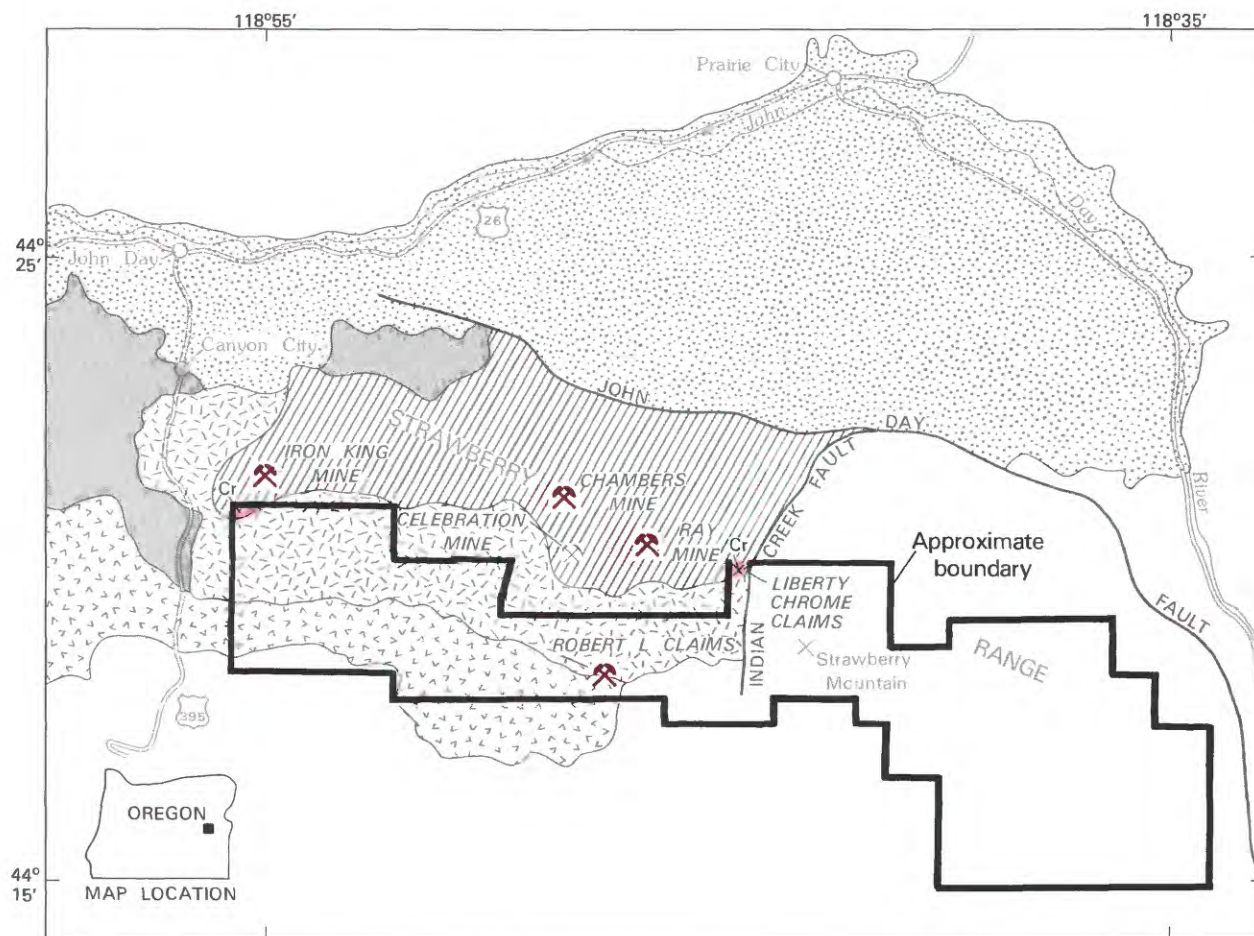 118°55'
118°35'
Prairie City
John
Day
26
44°
25'
John Day
Canyon City
JOHN
DAY
FAULT
STRAWBERRY
IRON KING
MINE
Cr
CHAMBERS
MINE
CELEBRATION
MINE
RAY
MINE
Cr
CREEK FAULT
INDIAN
River
Approximate
boundary
LIBERTY
CHROME
CLAIMS
ROBERT L CLAIMS
Strawberry
Mountain
RANGE
395
OREGON
MAP LOCATION
44°
15'